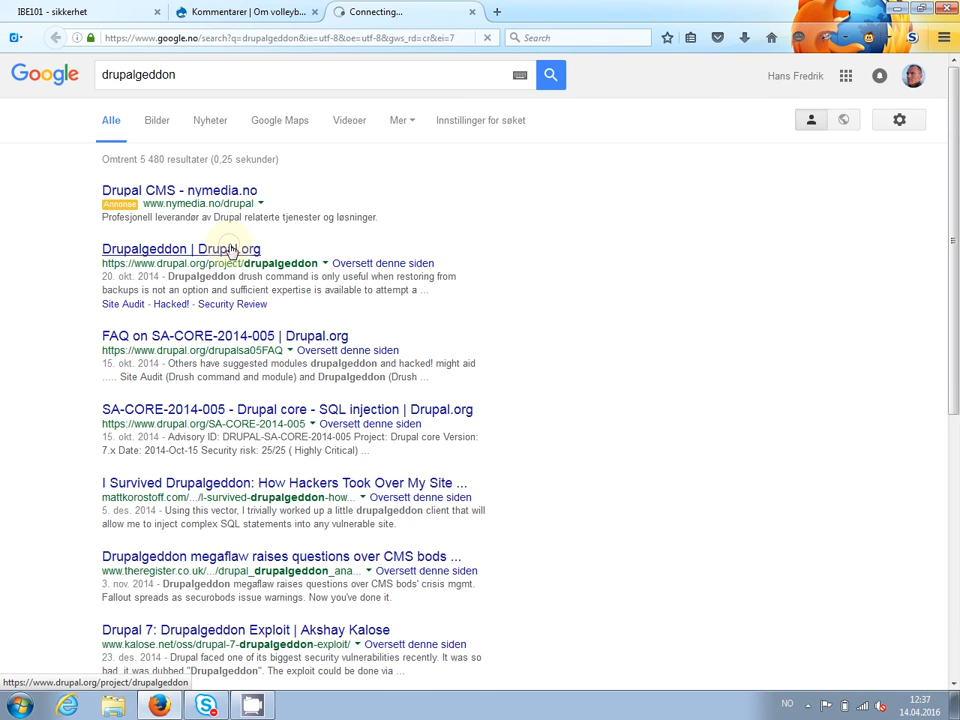 IBE101 - sikkerhet
Kommentarer | Om volleyb...
Connecting...
https://www.google.no/search?q=drupalgeddon&ie=utf-8&oe=utf-8&gws_rd=cr&ei=7
Search
Google
drupalgeddon
Hans Fredrik
Alle
Bilder
Nyheter
Google Maps
Videoer
Mer
Innstillinger for søket
Omtrent 5 480 resultater (0,25 sekunder)
Drupal CMS - nymedia.no
Annonse www.nymedia.no/drupal
Profesjonell leverandør av Drupal relaterte tjenester og løsninger.
Drupalgeddon | Drupal.org
https://www.drupal.org/project/drupalgeddon Oversett denne siden
20. okt. 2014 - Drupalgeddon drush command is only useful when restoring from
backups is not an option and sufficient expertise is available to attempt a ...
Site Audit - Hacked! - Security Review
FAQ on SA-CORE-2014-005 | Drupal.org
https://www.drupal.org/drupalsa05FAQ Oversett denne siden
15. okt. 2014 - Others have suggested modules drupalgeddon and hacked! might aid
..... Site Audit (Drush command and module) and Drupalgeddon (Drush ...
SA-CORE-2014-005 - Drupal core - SQL injection | Drupal.org
https://www.drupal.org/SA-CORE-2014-005 Oversett denne siden
15. okt. 2014 - Advisory ID: DRUPAL-SA-CORE-2014-005 Project: Drupal core Version:
7.x Date: 2014-Oct-15 Security risk: 25/25 ( Highly Critical) ...
I Survived Drupalgeddon: How Hackers Took Over My Site ...
mattkorostoff.com/.../I-survived-drupalgeddon-how... Oversett denne siden
5. des. 2014 - Using this vector, I trivially worked up a little drupalgeddon client that will
allow me to inject complex SQL statements into any vulnerable site.
Drupalgeddon megaflaw raises questions over CMS bods ...
www.theregister.co.uk/.../drupal_drupalgeddon_ana... Oversett denne siden
3. nov. 2014 - Drupalgeddon megaflaw raises questions over CMS bods' crisis mgmt.
Fallout spreads as securobods issue warnings. Now you've done it.
Drupal 7: Drupalgeddon Exploit | Akshay Kalose
www.kalose.net/oss/drupal-7-drupalgeddon-exploit/ Oversett denne siden
23. des. 2014 - Drupal faced one of its biggest security vulnerabilities recently. It was so
bad, it was dubbed "Drupalgeddon". The exploit could be done via ...
https://www.drupal.org/project/drupalgeddon
NO
12:37
14.04.2016